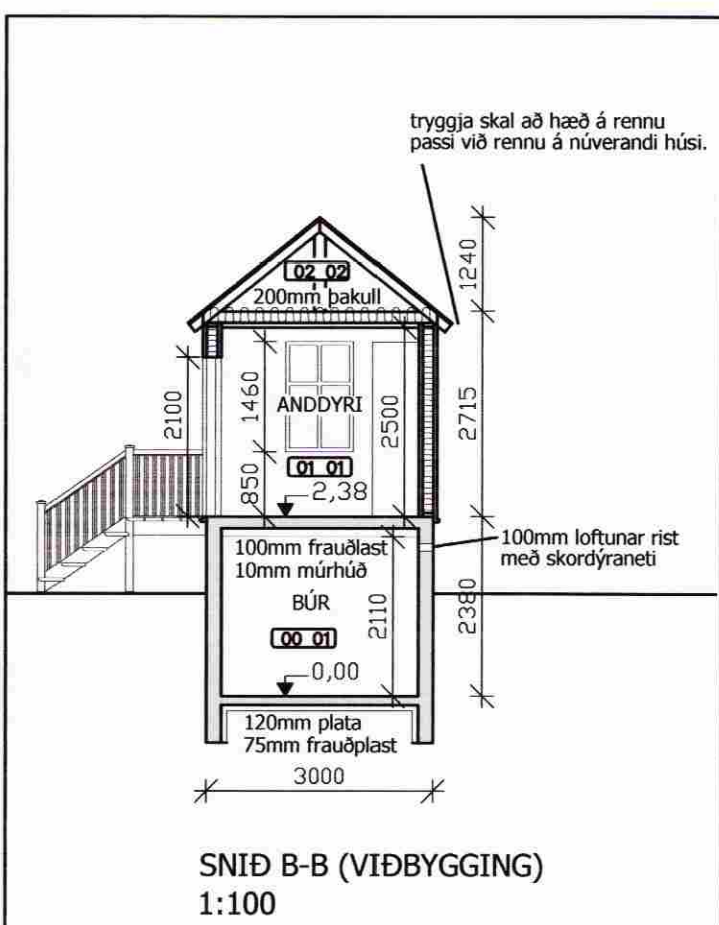 tryggja skal að hæð á rennu
passi við rennu á núverandi húsi.
1240
02 02
200mm þakull
2100
1460
ANDDYRI
2500
2715
01 01
850
2,38
100mm frauðlast
10mm múrhúð
100mm loftunar rist
með skordýraneti
BÚR
2110
2380
00 01
0,00
120mm plata
75mm frauðplast
3000
SNIÐ B-B (VIÐBYGGING)
1:100